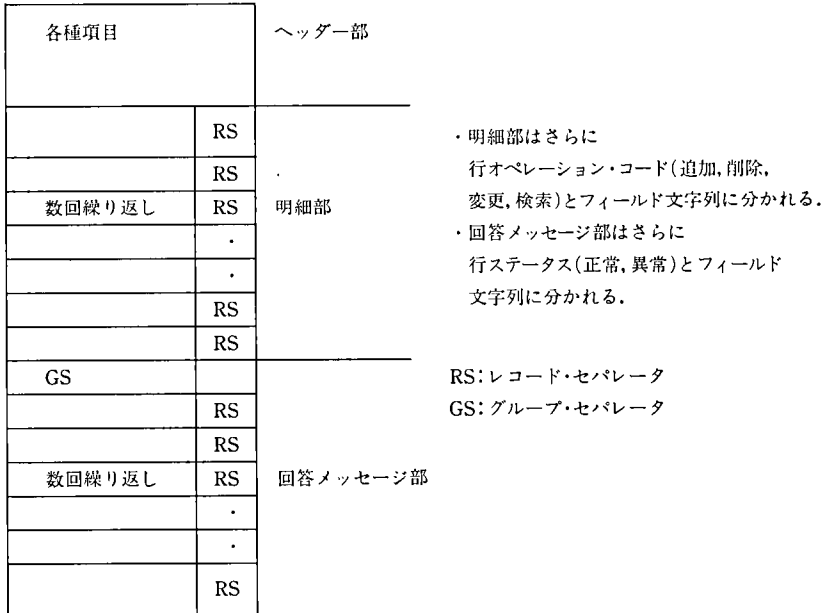 各種項目 ヘッダー部
RS
RS
数回繰り返し RS 明細部
・
・
RS
RS
GS
RS
RS
数回繰り返し RS 回答メッセージ部
・
・
RS
・明細部はさらに
行オペレーション・コード(追加,削除,
変更,検索)とフィールド文字列に分かれる.
・回答メッセージ部はさらに
行ステータス(正常,異常)とフィールド
文字列に分かれる.
RS:レコード・セパレータ
GS:グループ・セパレータ